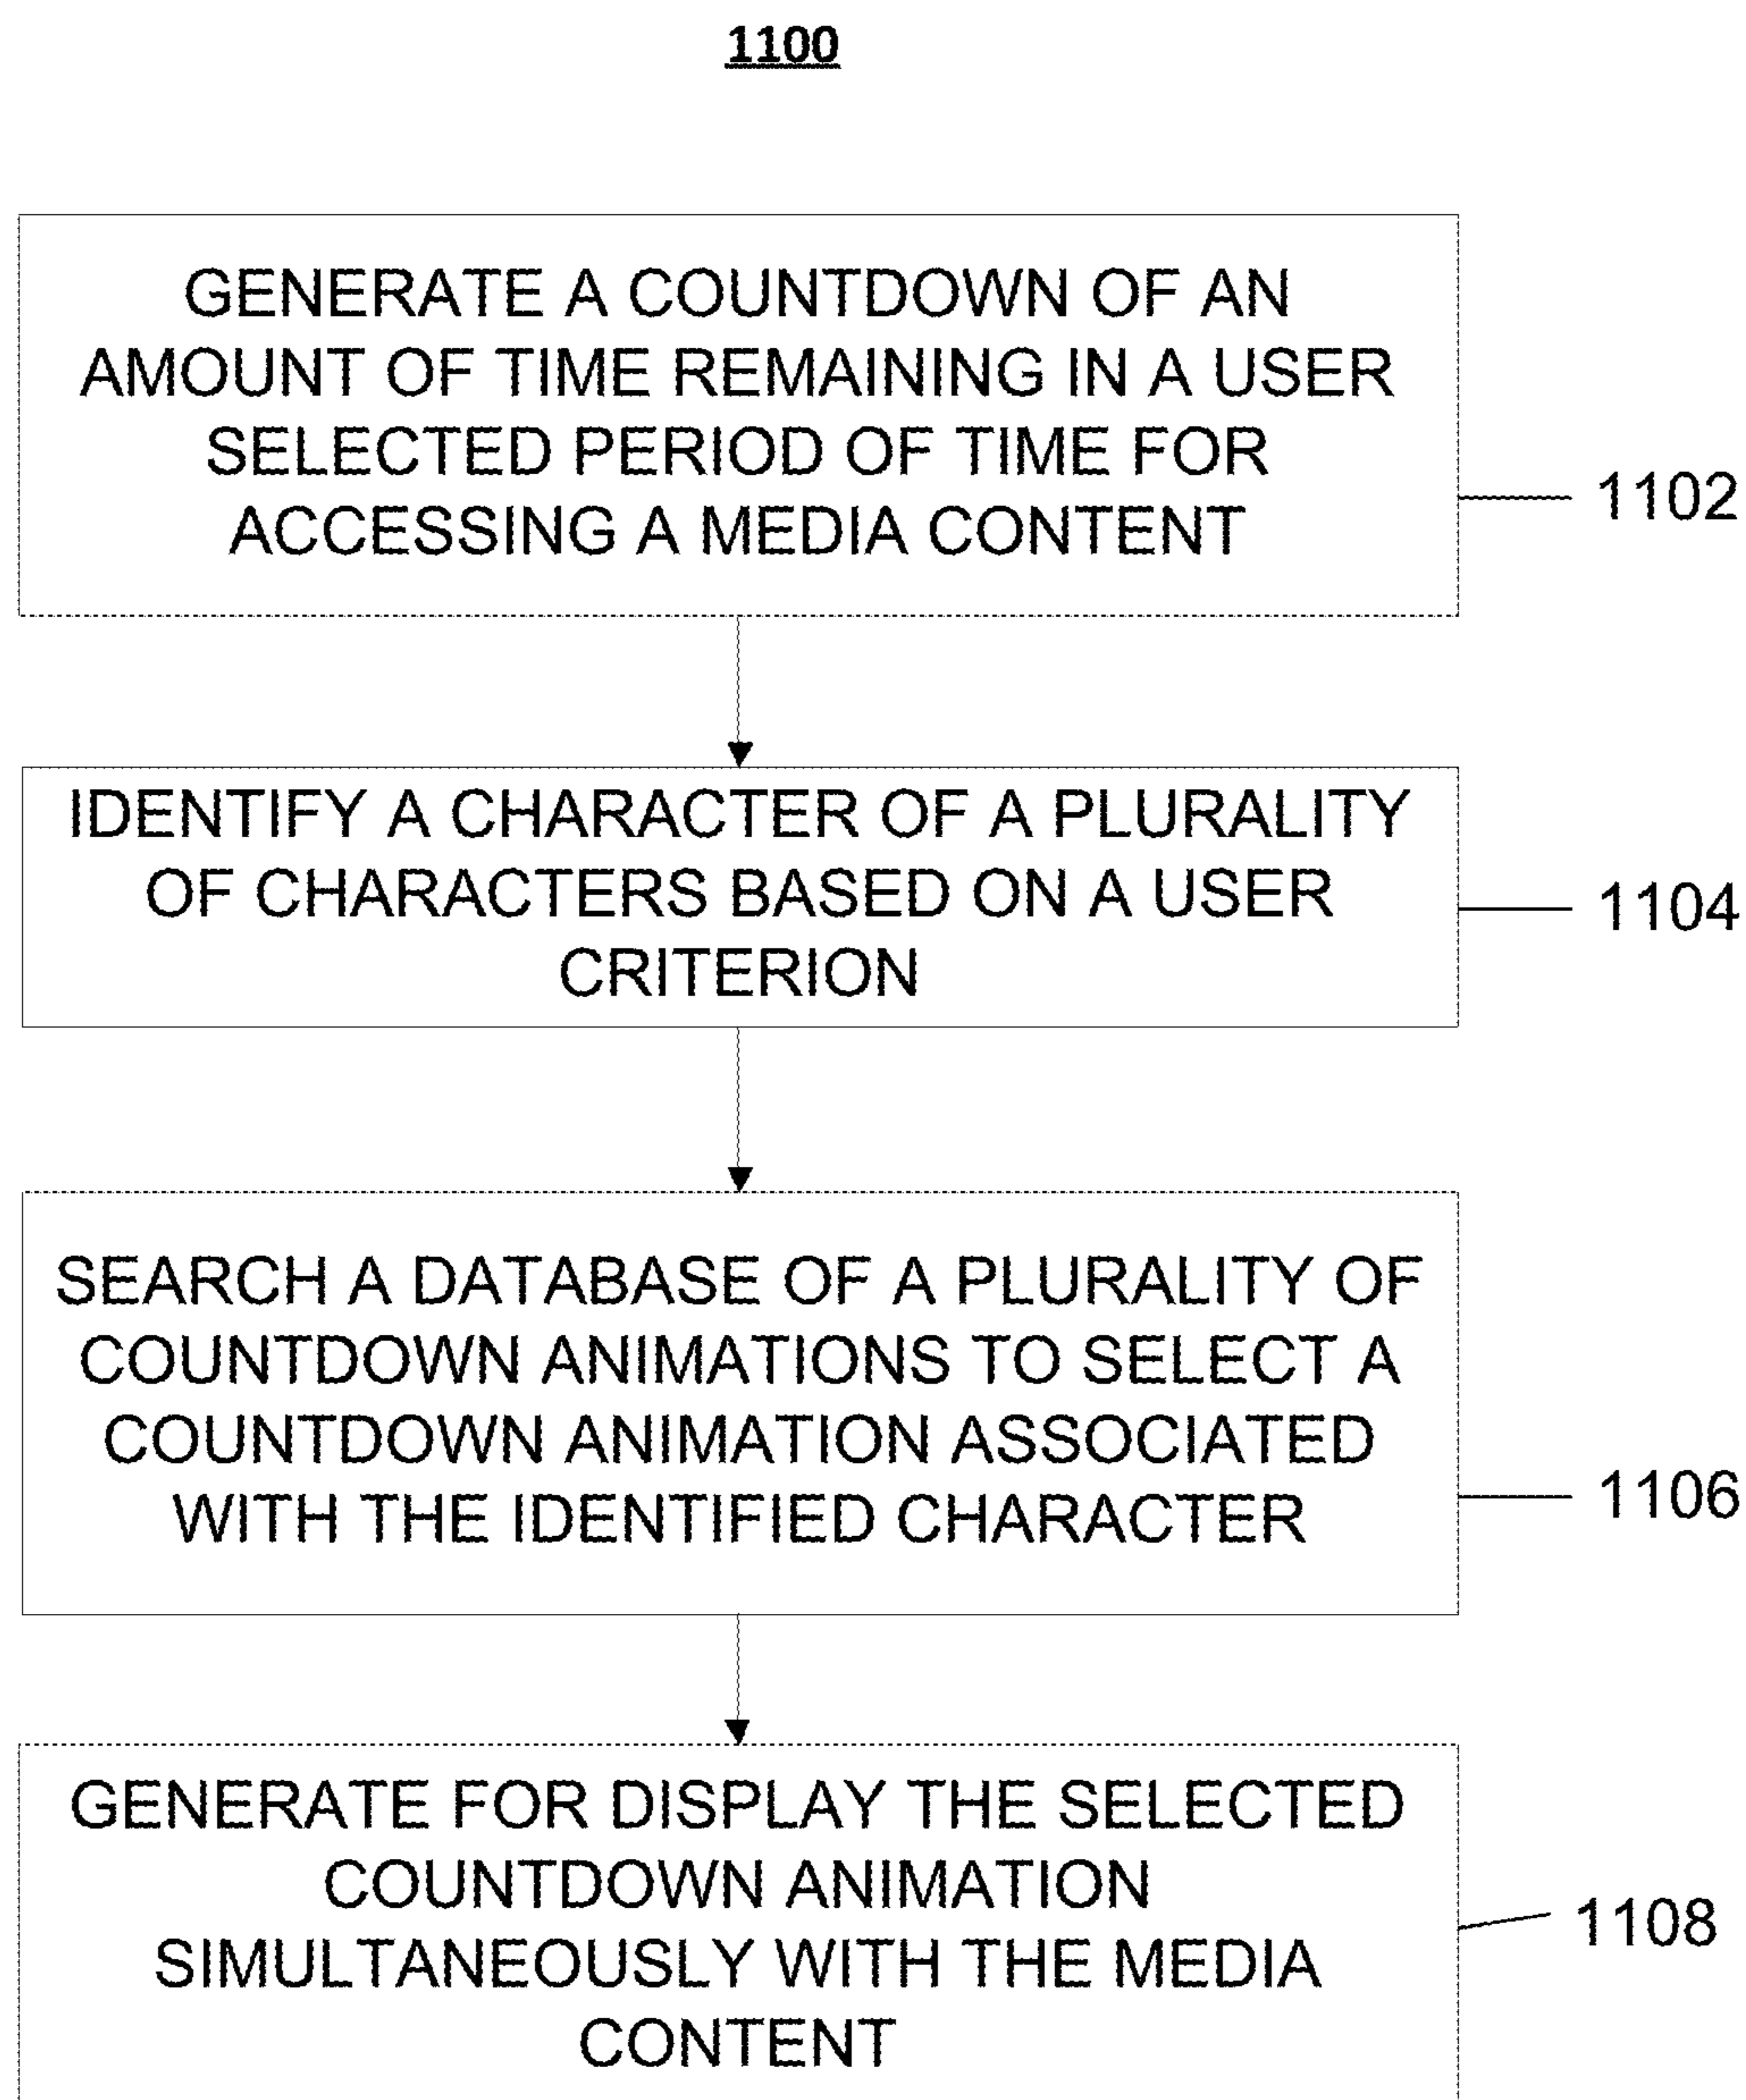 1100
GENERATE A COUNTDOWN OF AN
AMOUNT OF TIME REMAINING IN A USER
SELECTED PERIOD OF TIME FOR
ACCESSING A MEDIA CONTENT
1102
IDENTIFY A CHARACTER OF A PLURALITY
OF CHARACTERS BASED ON A USER
CRITERION
1104
SEARCH A DATABASE OF A PLURALITY OF
COUNTDOWN ANIMATIONS TO SELECT A
COUNTDOWN ANIMATION ASSOCIATED
WITH THE IDENTIFIED CHARACTER
1106
GENERATE FOR DISPLAY THE SELECTED
COUNTDOWN ANIMATION
SIMULTANEOUSLY WITH THE MEDIA
CONTENT
1108